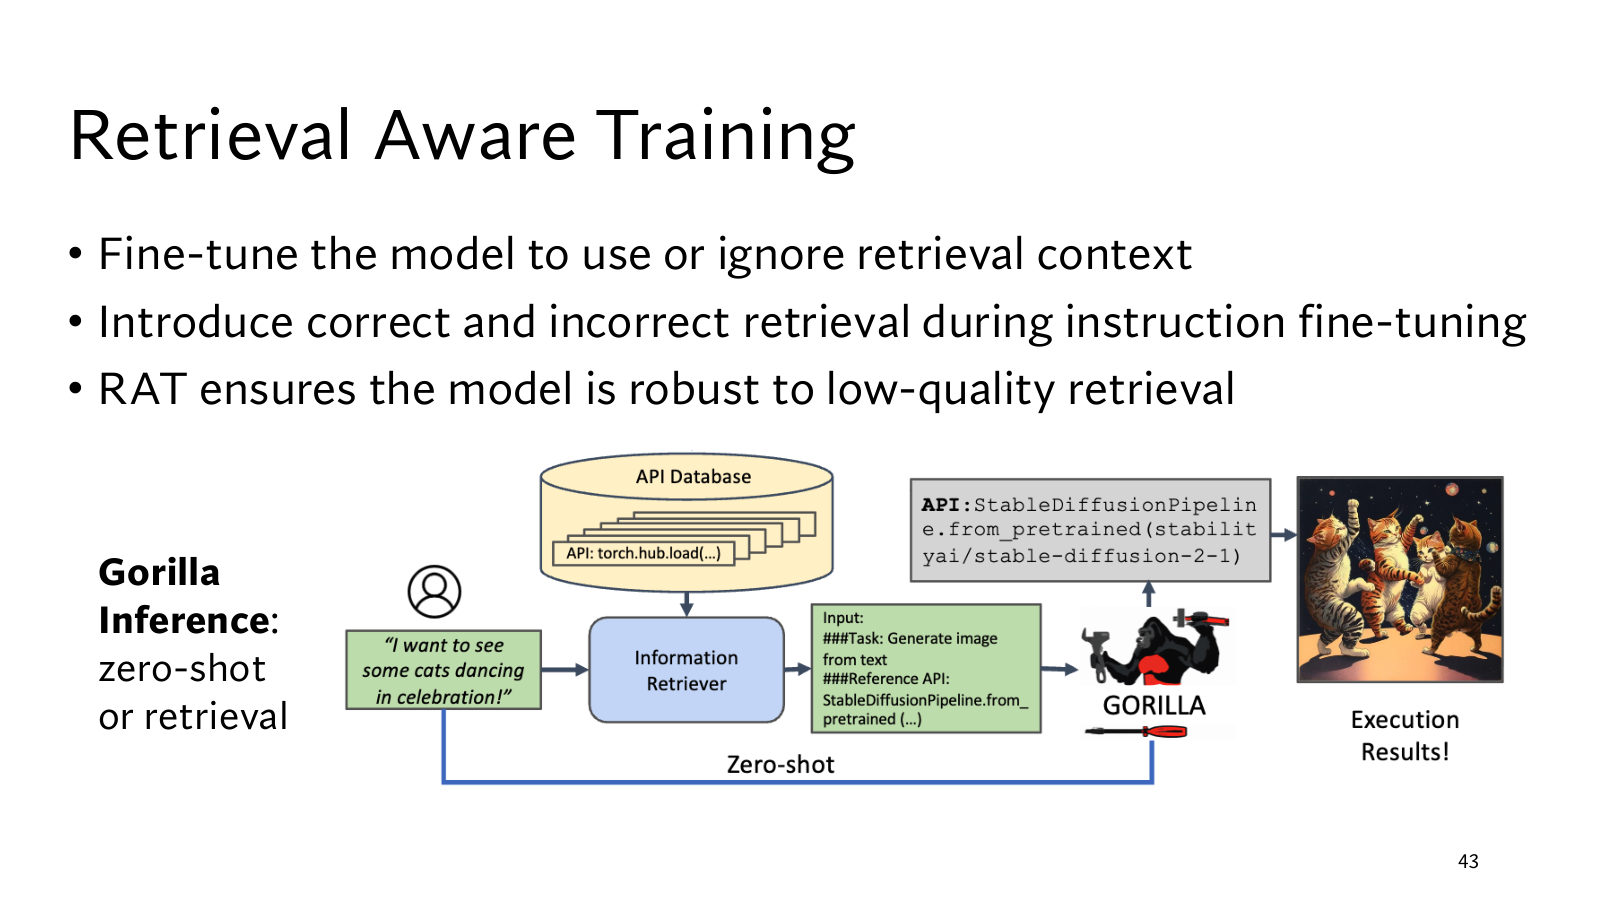 Retrieval Aware Training
• Fine-tune the model to use or ignore retrieval context
• Introduce correct and incorrect retrieval during instruction fine-tuning
• RAT ensures the model is robust to low-quality retrieval
Gorilla
Inference:
zero-shot
or retrieval
“I want to see
some cats dancing
in celebration!”
API Database
API: torch.hub.load(...)
Information
Retriever
Input:
###Task: Generate image
from text
###Reference API:
StableDiffusionPipeline.from_
pretrained (...)
API:StableDiffusionPipelin
e.from_pretrained(stabilit
yai/stable-diffusion-2-1)
GORILLA
Zero-shot
Execution
Results!
43